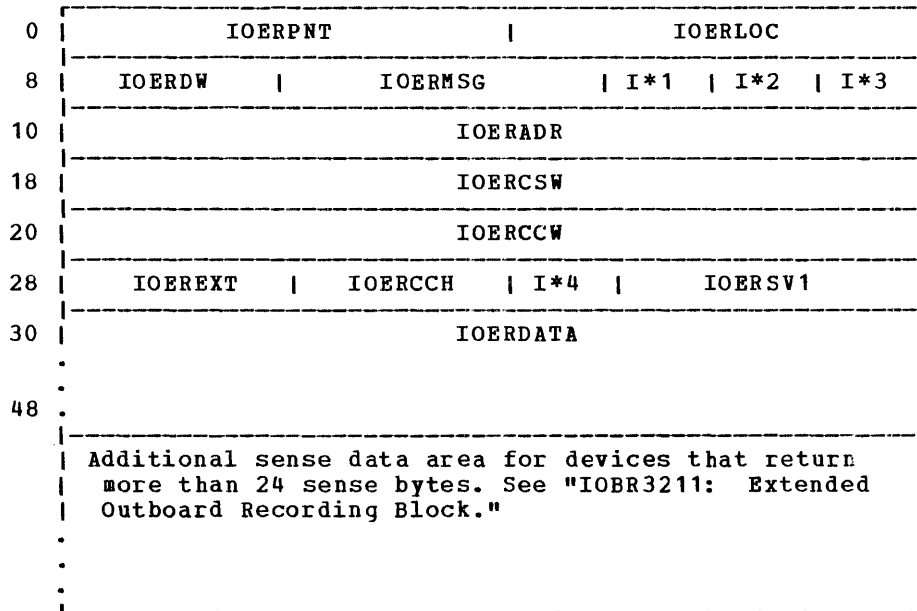 0 | IOERPNT | IOERLOC
8 | IOERDW | IOERMSG | I*1 | I*2 | I*3
10 | IOERADR
18 | IOERCSW
20 | IOERCCW
28 | IOEREXT | IOERCCH | I*4 | IOERSV1
30 | IOERDATA
48
Additional sense data area for devices that return
more than 24 sense bytes. See "IOBR3211: Extended
Outboard Recording Block."